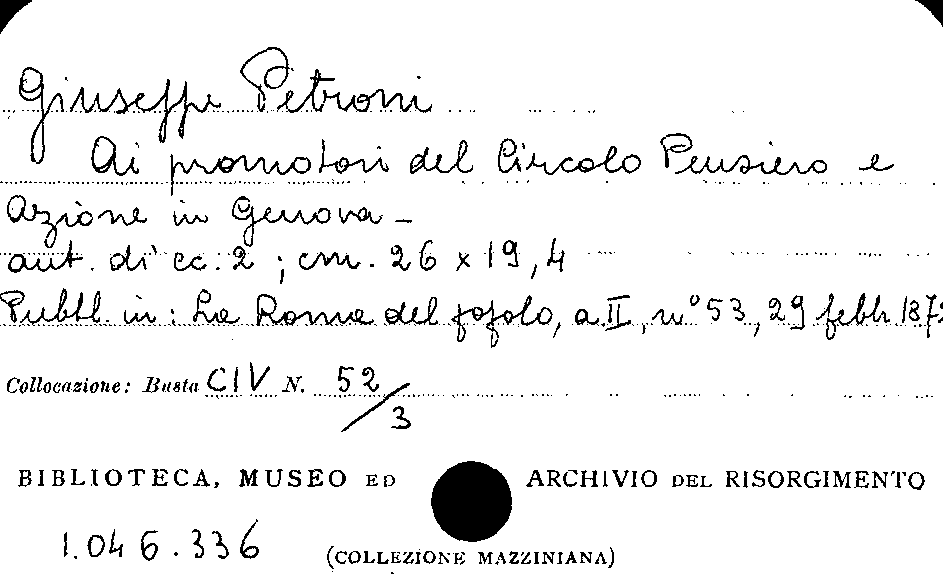 Giuseppe Petroni
Ai promotori del Circolo Pensiero e
Azione in Genova -
aut. di cc. 2 ; cm. 26 x 19,4
Pubbl. in: La Roma del popolo, a. II, n° 53, 29 febbr 1872
Collocazione: Busta CIV N. 52/3
BIBLIOTECA, MUSEO ED ARCHIVIO DEL RISORGIMENTO
1.046.336
(COLLEZIONE MAZZINIANA)